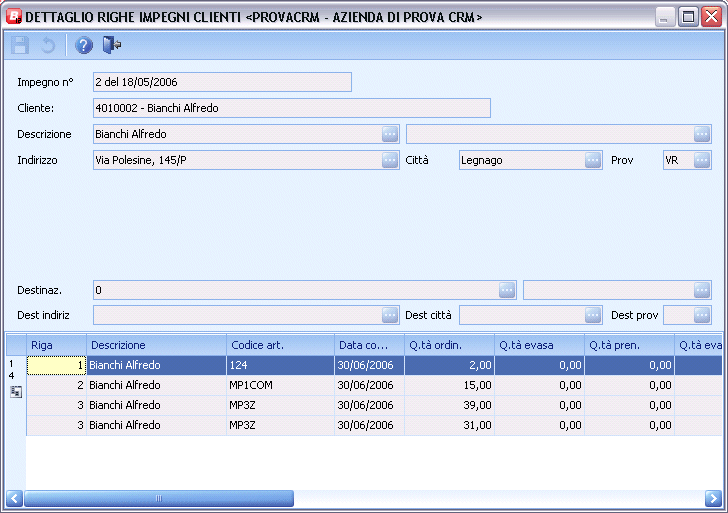 DETTAGLIO RIGHE IMPEGNI CLIENTI <PROVACRM - AZIENDA DI PROVA CRM>
Impegno n° 2 del 18/05/2006
Cliente: 4010002 - Bianchi Alfredo
Descrizione Bianchi Alfredo
Indirizzo Via Polesine, 145/P Città Legnago Prov VR
Destinaz. 0
Dest indiriz Dest città Dest prov
Riga Descrizione Codice art. Data co... Q.tà ordin. Q.tà evasa Q.tà pren. Q.tà eva
1 Bianchi Alfredo 124 30/06/2006 2,00 0,00 0,00
2 Bianchi Alfredo MP1COM 30/06/2006 15,00 0,00 0,00
3 Bianchi Alfredo MP3Z 30/06/2006 39,00 0,00 0,00
3 Bianchi Alfredo MP3Z 30/06/2006 31,00 0,00 0,00
1
4